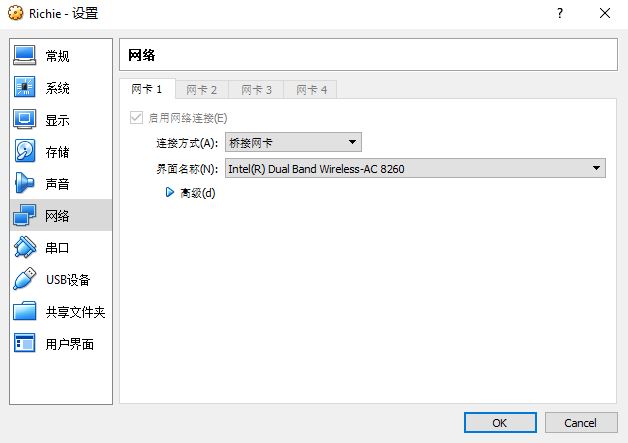 Richie - 设置
?
常规
系统
显示
存储
声音
网络
串口
USB设备
共享文件夹
用户界面
网络
网卡 1 网卡 2 网卡 3 网卡 4
启用网络连接(E)
连接方式(A): 桥接网卡
界面名称(N): Intel(R) Dual Band Wireless-AC 8260
高级(d)
OK Cancel